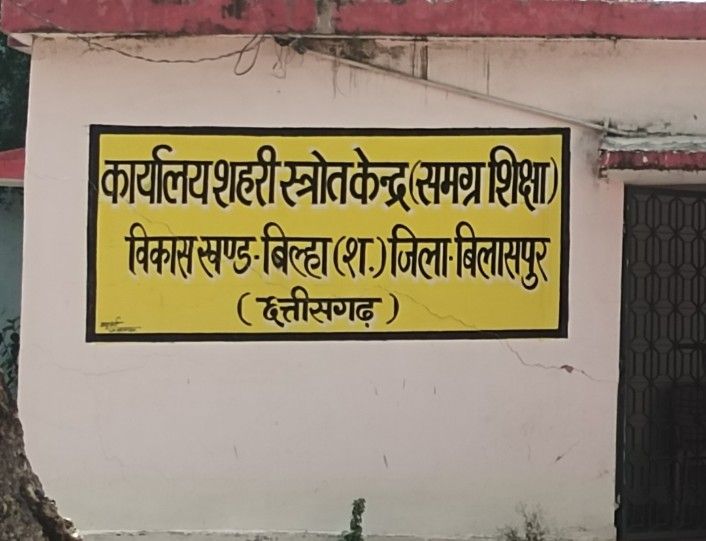 कार्यालय शहरी स्त्रोत केन्द्र (समग्र शिक्षा)
विकास खण्ड - बिल्हा (श.) जिला - बिलासपुर
( छत्तीसगढ़ )